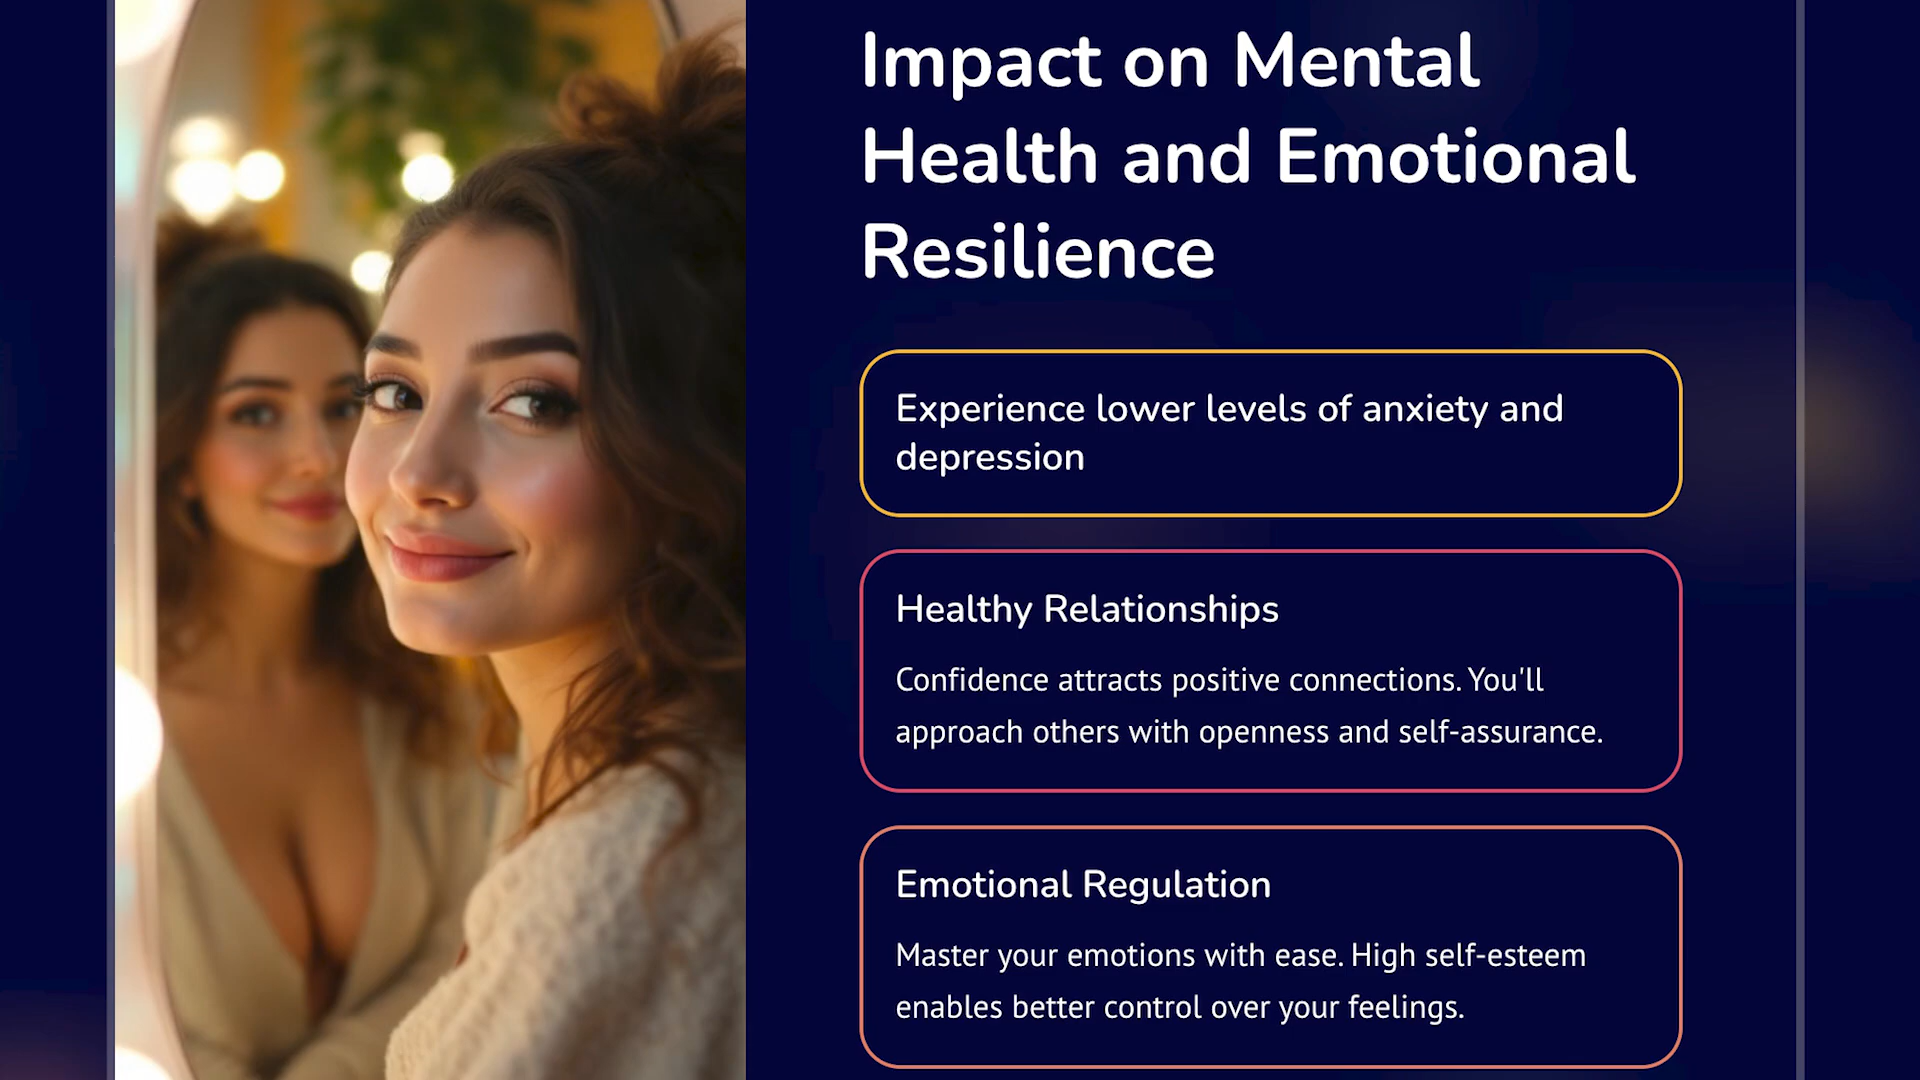 Impact on Mental
Health and Emotional
Resilience
Experience lower levels of anxiety and
depression
Healthy Relationships
Confidence attracts positive connections. You'll
approach others with openness and self-assurance.
Emotional Regulation
Master your emotions with ease. High self-esteem
enables better control over your feelings.